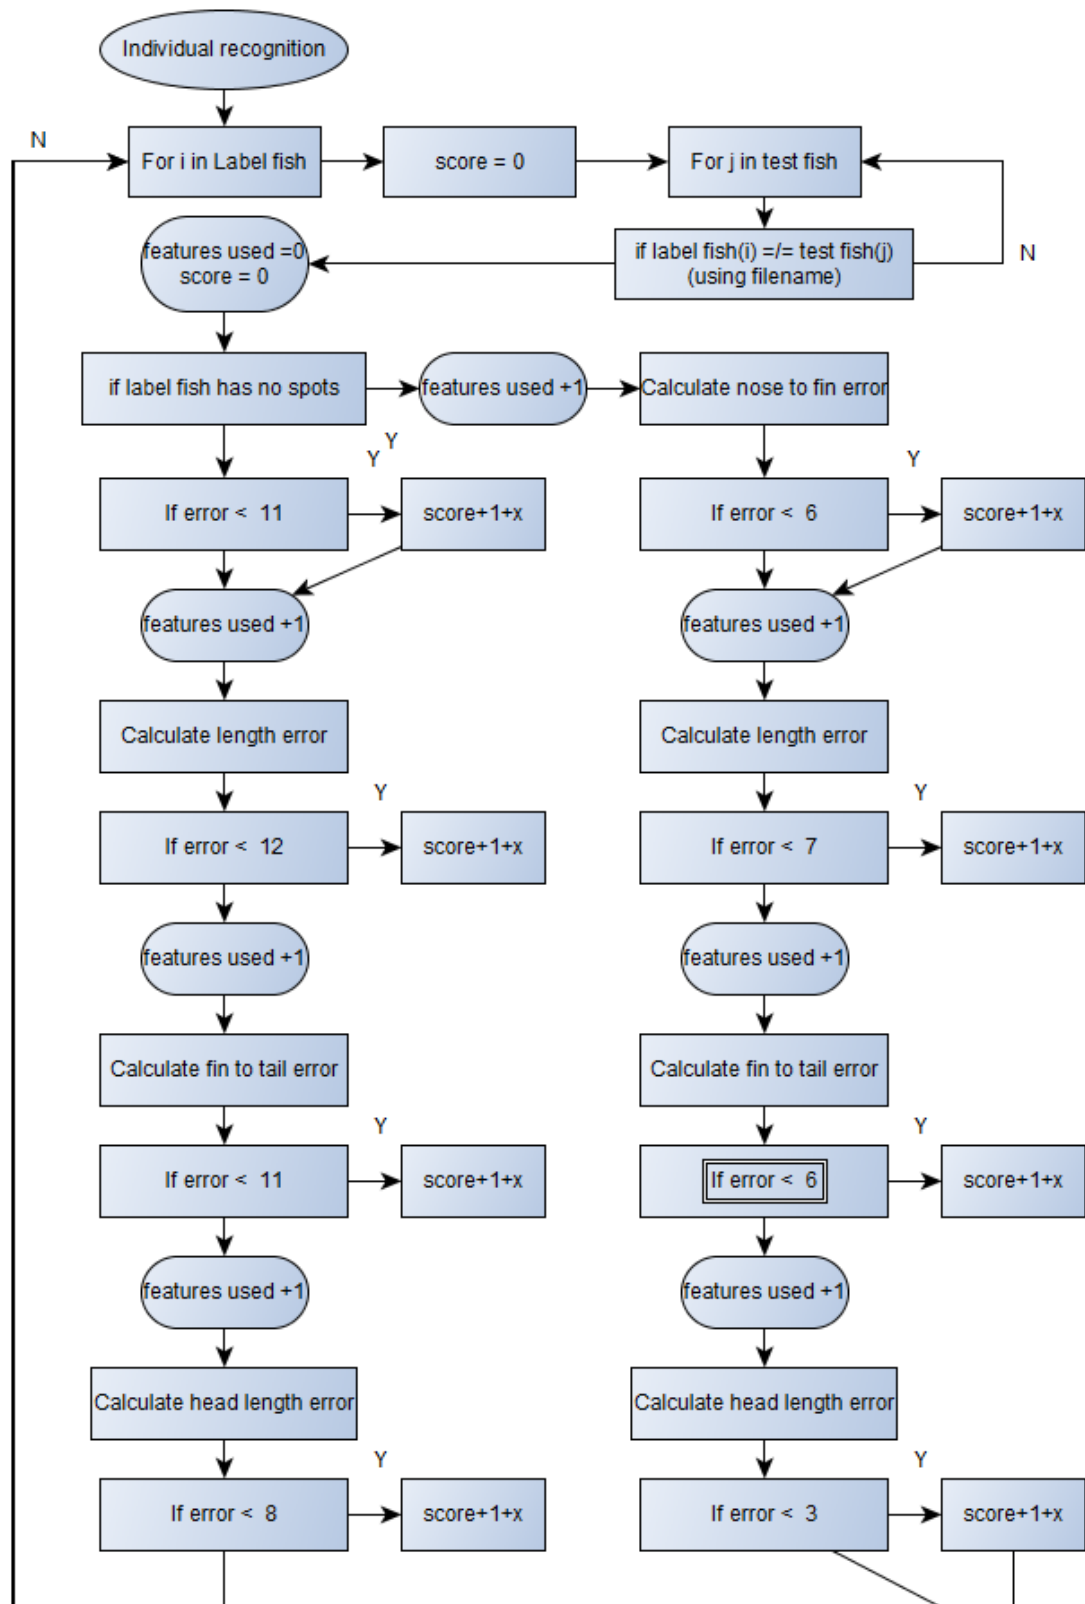 Individual recognition
N
For i in Label fish
score = 0
For j in test fish
features used =0
score = 0
if label fish(i) =/= test fish(j)
(using filename)
N
if label fish has no spots
features used +1
Calculate nose to fin error
Y
Y
Y
If error < 11
score+1+x
If error < 6
score+1+x
features used +1
features used +1
Calculate length error
Calculate length error
Y
Y
If error < 12
score+1+x
If error < 7
score+1+x
features used +1
features used +1
Calculate fin to tail error
Calculate fin to tail error
Y
Y
If error < 11
score+1+x
If error < 6
score+1+x
features used +1
features used +1
Calculate head length error
Calculate head length error
Y
Y
If error < 8
score+1+x
If error < 3
score+1+x